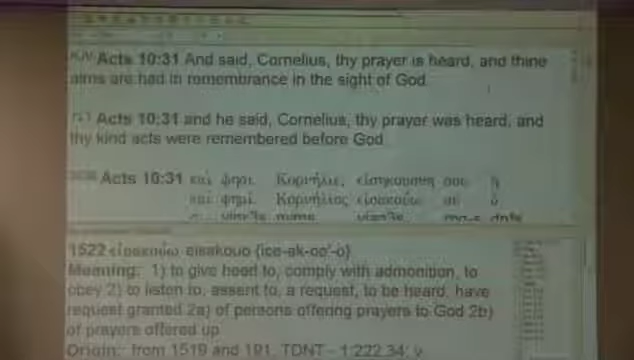 KJV Acts 10:31 And said, Cornelius, thy prayer is heard, and thine
alms are had in remembrance in the sight of God.
Acts 10:31 and he said, Cornelius, thy prayer was heard, and
thy kind acts were remembered before God
Acts 10:31 καὶ φησι Κορνήλιε, εἰσηκούσθη σου ἡ
καί φημί Κορνήλιος εἰσακούω σύ ὁ
1522 εἰσακούω eisakouo {ice-ak-oo'-o}
Meaning: 1) to give heed to, comply with admonition, to
obey 2) to listen to, assent to, a request, to be heard, have
request granted 2a) of persons offering prayers to God 2b)
of prayers offered up
Origin: from 1519 and 191, TDNT - 1:222,34; v